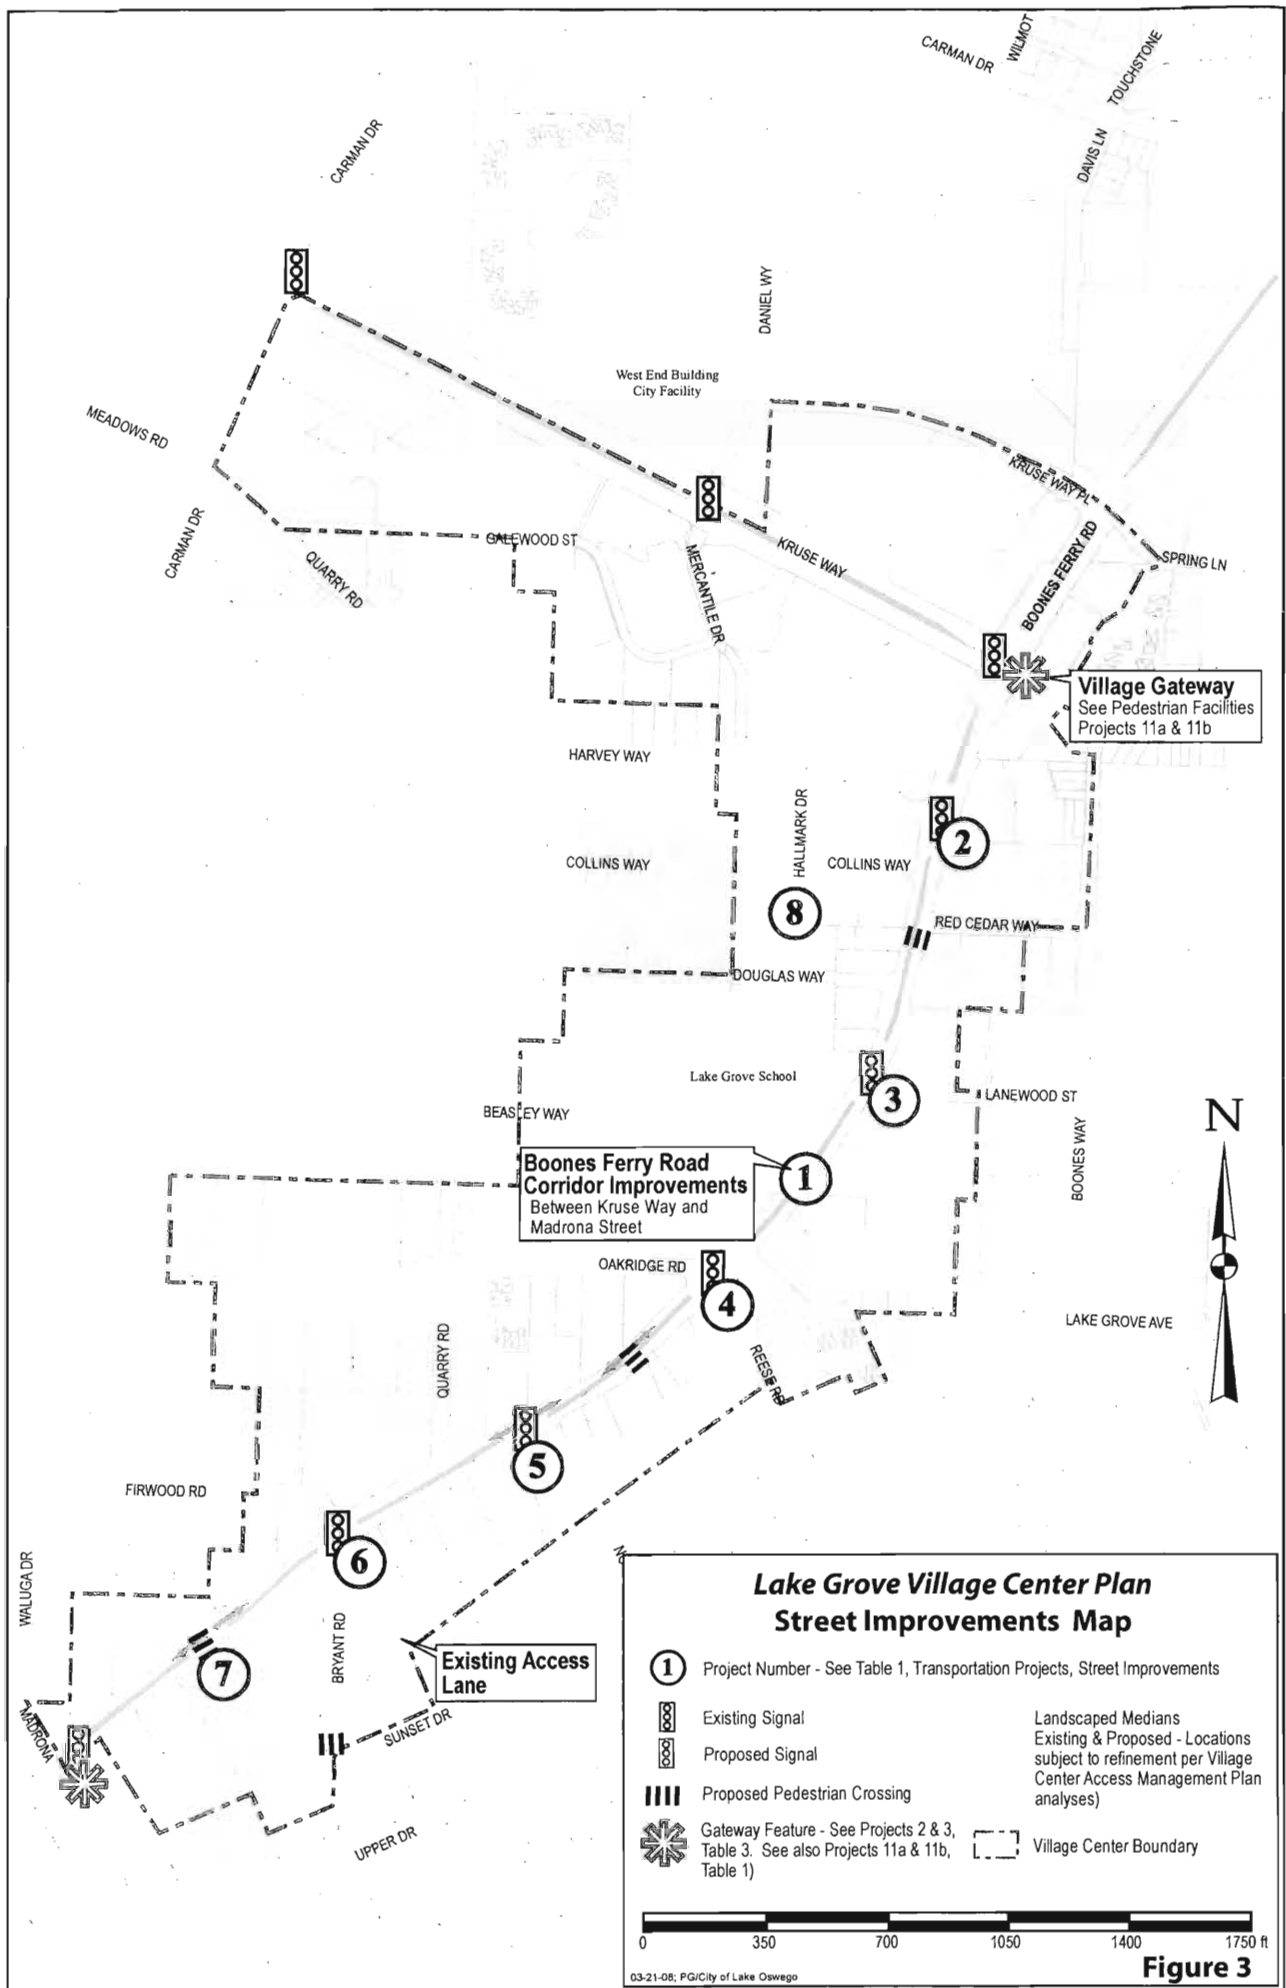 WILMOT
CARMAN DR
TOUCHSTONE
CARMAN DR
DAVIS LN
DANIEL WY
West End Building
City Facility
MEADOWS RD
KRUSE WAY PL
CARMAN DR
GALEWOOD ST
QUARRY RD
MERCANTILE DR
KRUSE WAY
BOONES FERRY RD
SPRING LN
Village Gateway
See Pedestrian Facilities
Projects 11a & 11b
HARVEY WAY
HALLMARK DR
2
COLLINS WAY
COLLINS WAY
8
RED CEDAR WAY
DOUGLAS WAY
Lake Grove School
3
LANEWOOD ST
BEASLEY WAY
BOONES WAY
N
Boones Ferry Road
Corridor Improvements
Between Kruse Way and
Madrona Street
1
OAKRIDGE RD
4
LAKE GROVE AVE
QUARRY RD
REESE RD
5
FIRWOOD RD
6
WALUGA DR
BRYANT RD
7
Existing Access
Lane
MADRONA
SUNSET DR
UPPER DR
Lake Grove Village Center Plan
Street Improvements Map
1 Project Number - See Table 1, Transportation Projects, Street Improvements
Existing Signal
Proposed Signal
Proposed Pedestrian Crossing
Gateway Feature - See Projects 2 & 3,
Table 3. See also Projects 11a & 11b,
Table 1)
Landscaped Medians
Existing & Proposed - Locations
subject to refinement per Village
Center Access Management Plan
analyses)
Village Center Boundary
0 350 700 1050 1400 1750 ft
03-21-08; PG/City of Lake Oswego
Figure 3